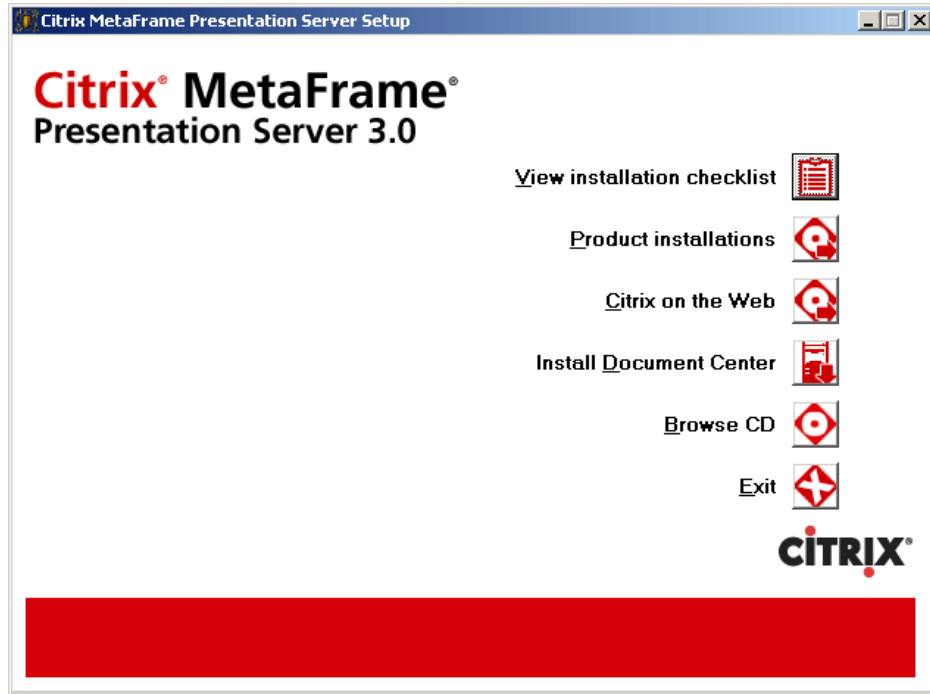 Citrix MetaFrame Presentation Server Setup
Citrix® MetaFrame®
Presentation Server 3.0
View installation checklist
Product installations
Citrix on the Web
Install Document Center
Browse CD
Exit
CITRIX®